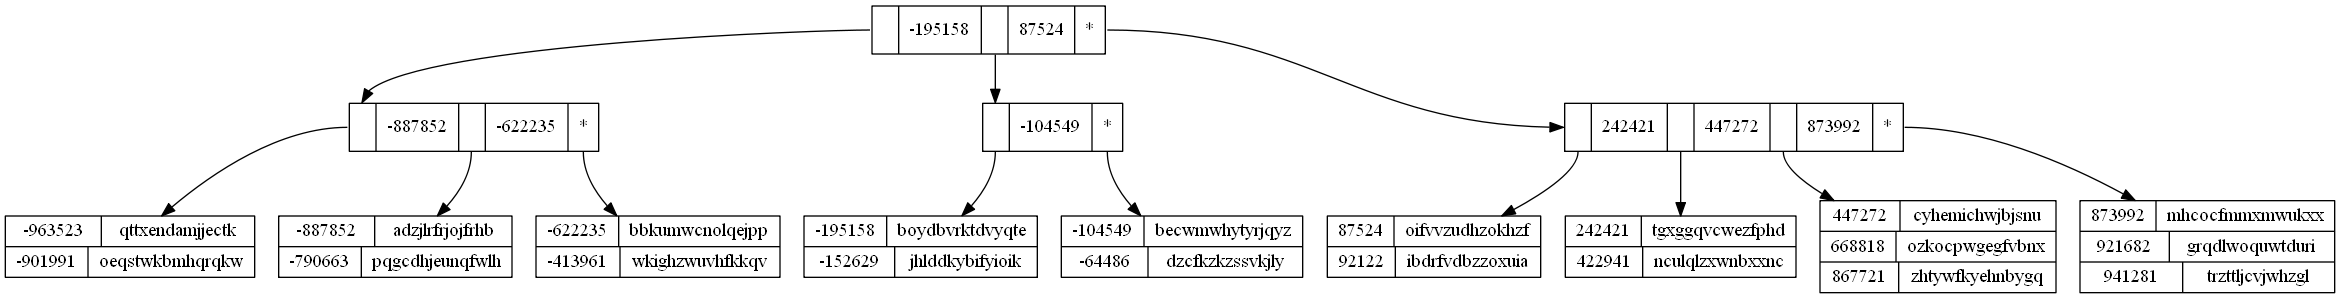 -195158 87524 *
-887852 -622235 *
-104549 *
242421 447272 873992 *
-963523 qttxendamjjectk
-901991 oeqstwkbmhqrqkw
-887852 adzjlrfrjojfrhb
-790663 pqgcdhjeunqfwlh
-622235 bbkumwcnolqejpp
-413961 wkighzwuvhfkkqv
-195158 boydbvrktdvyqte
-152629 jhlddkybifyioik
-104549 becwmwhytyrjqyz
-64486 dzcfkzkzssvkjly
87524 oifvvzudhzokhzf
92122 ibdrfvdbzzoxuia
242421 tgxggqvcwezfphd
422941 nculqlzxwnbxxnc
447272 cyhemichwjbjsnu
668818 ozkocpwgegfvbnx
867721 zhtywfkyehnbygq
873992 mhcocfmmxmwukxx
921682 grqdlwoquwtduri
941281 trzttljcvjwhzgl